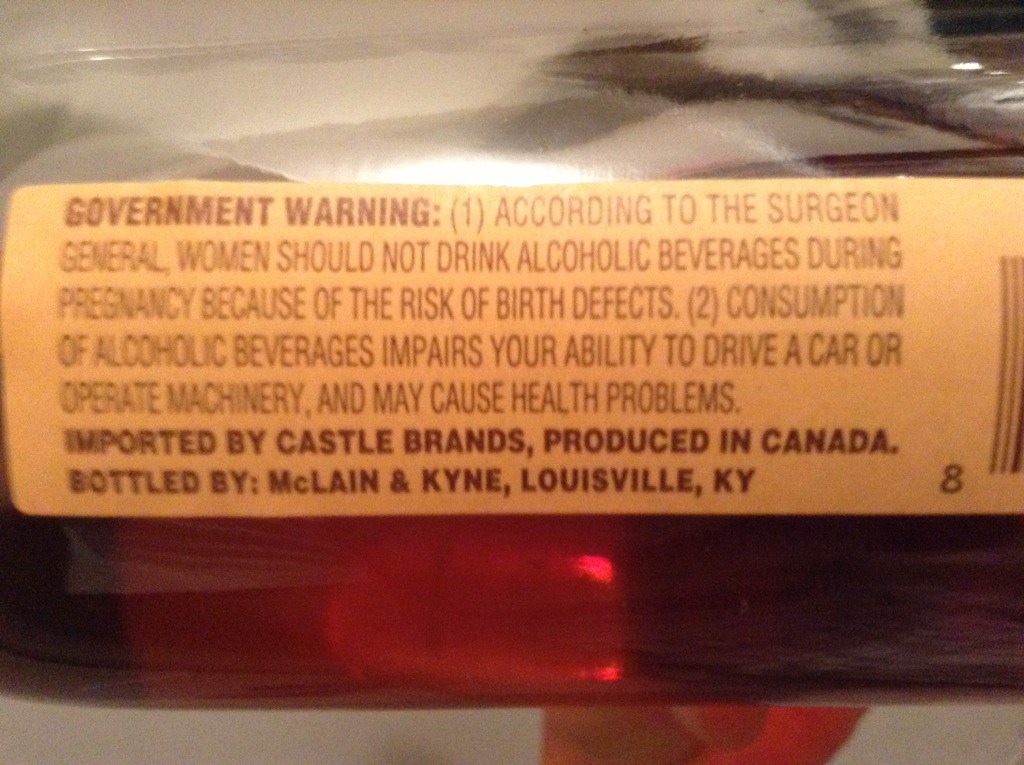 GOVERNMENT WARNING: (1) ACCORDING TO THE SURGEON
GENERAL, WOMEN SHOULD NOT DRINK ALCOHOLIC BEVERAGES DURING
PREGNANCY BECAUSE OF THE RISK OF BIRTH DEFECTS. (2) CONSUMPTION
OF ALCOHOLIC BEVERAGES IMPAIRS YOUR ABILITY TO DRIVE A CAR OR
OPERATE MACHINERY, AND MAY CAUSE HEALTH PROBLEMS.
IMPORTED BY CASTLE BRANDS, PRODUCED IN CANADA.
BOTTLED BY: McLAIN & KYNE, LOUISVILLE, KY
8